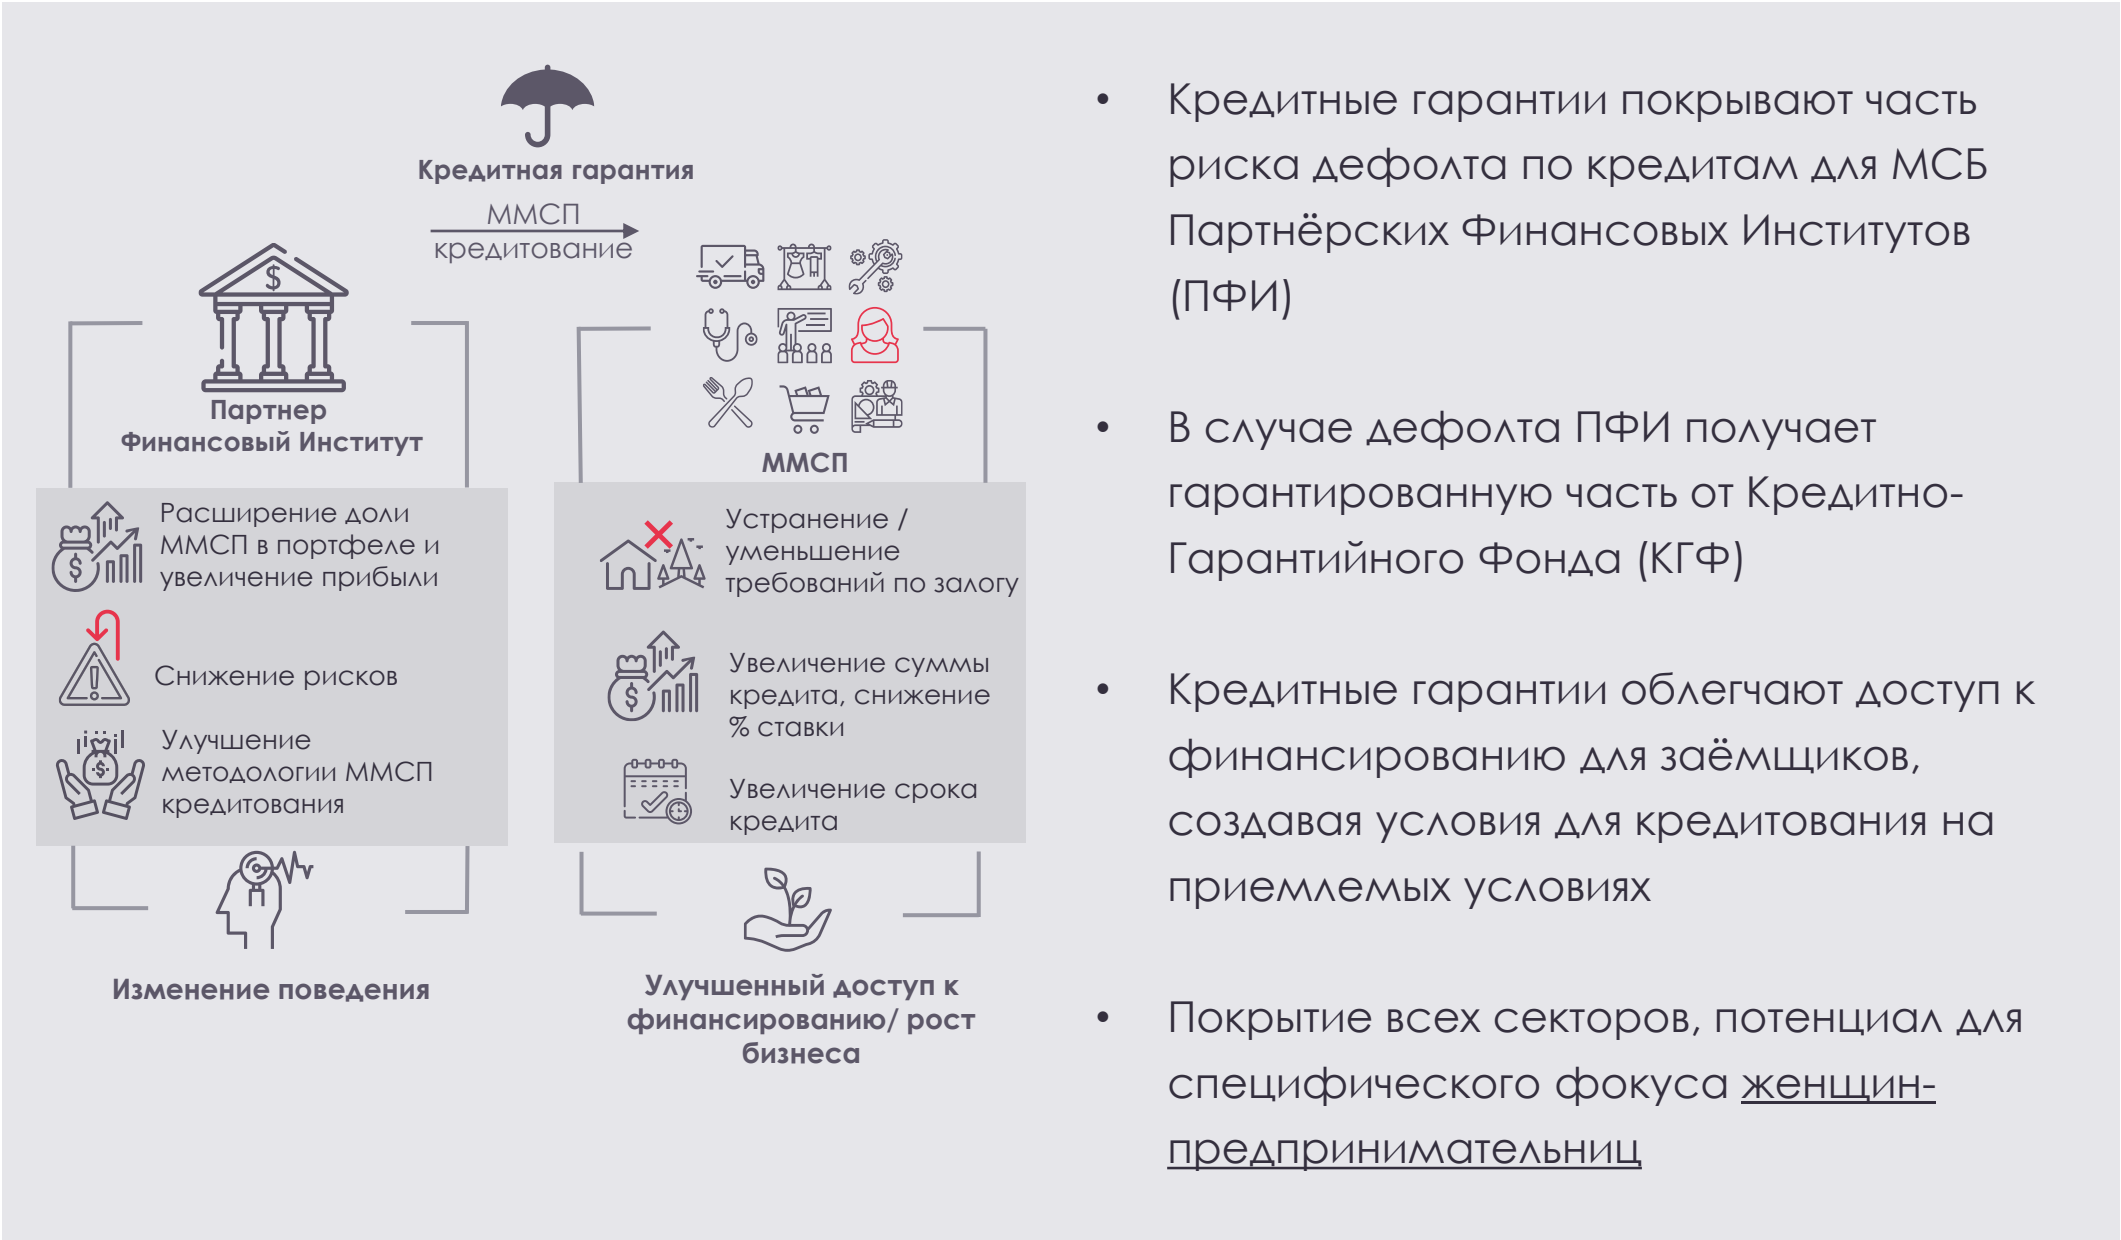 Кредитная гарантия
ММСП
кредитование
Партнер
Финансовый Институт
Расширение доли
ММСП в портфеле и
увеличение прибыли
Снижение рисков
Улучшение
методологии ММСП
кредитования
Изменение поведения
ММСП
Устранение /
уменьшение
требований по залогу
Увеличение суммы
кредита, снижение
% ставки
Увеличение срока
кредита
Улучшенный доступ к
финансированию/ рост
бизнеса
• Кредитные гарантии покрывают часть
риска дефолта по кредитам для МСБ
Партнёрских Финансовых Институтов
(ПФИ)
• В случае дефолта ПФИ получает
гарантированную часть от Кредитно-
Гарантийного Фонда (КГФ)
• Кредитные гарантии облегчают доступ к
финансированию для заёмщиков,
создавая условия для кредитования на
приемлемых условиях
• Покрытие всех секторов, потенциал для
специфического фокуса женщин-
предпринимательниц